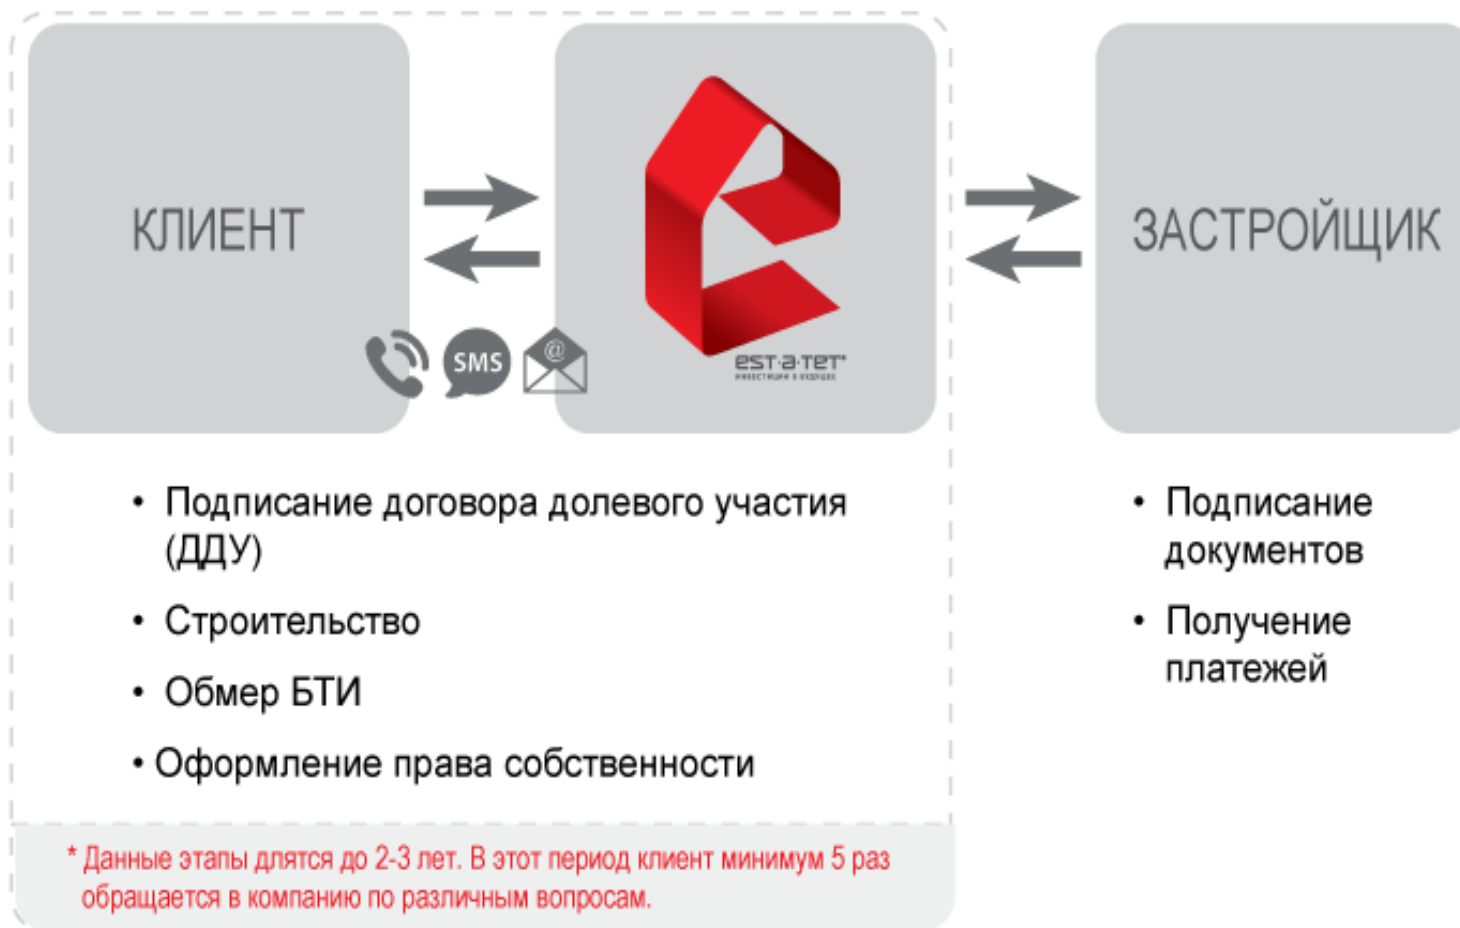 КЛИЕНТ
SMS
@
est·a·tet*
ИНВЕСТИЦИИ В БУДУЩЕЕ
ЗАСТРОЙЩИК
• Подписание договора долевого участия
(ДДУ)
• Строительство
• Обмер БТИ
• Оформление права собственности
* Данные этапы длятся до 2-3 лет. В этот период клиент минимум 5 раз
обращается в компанию по различным вопросам.
• Подписание
документов
• Получение
платежей